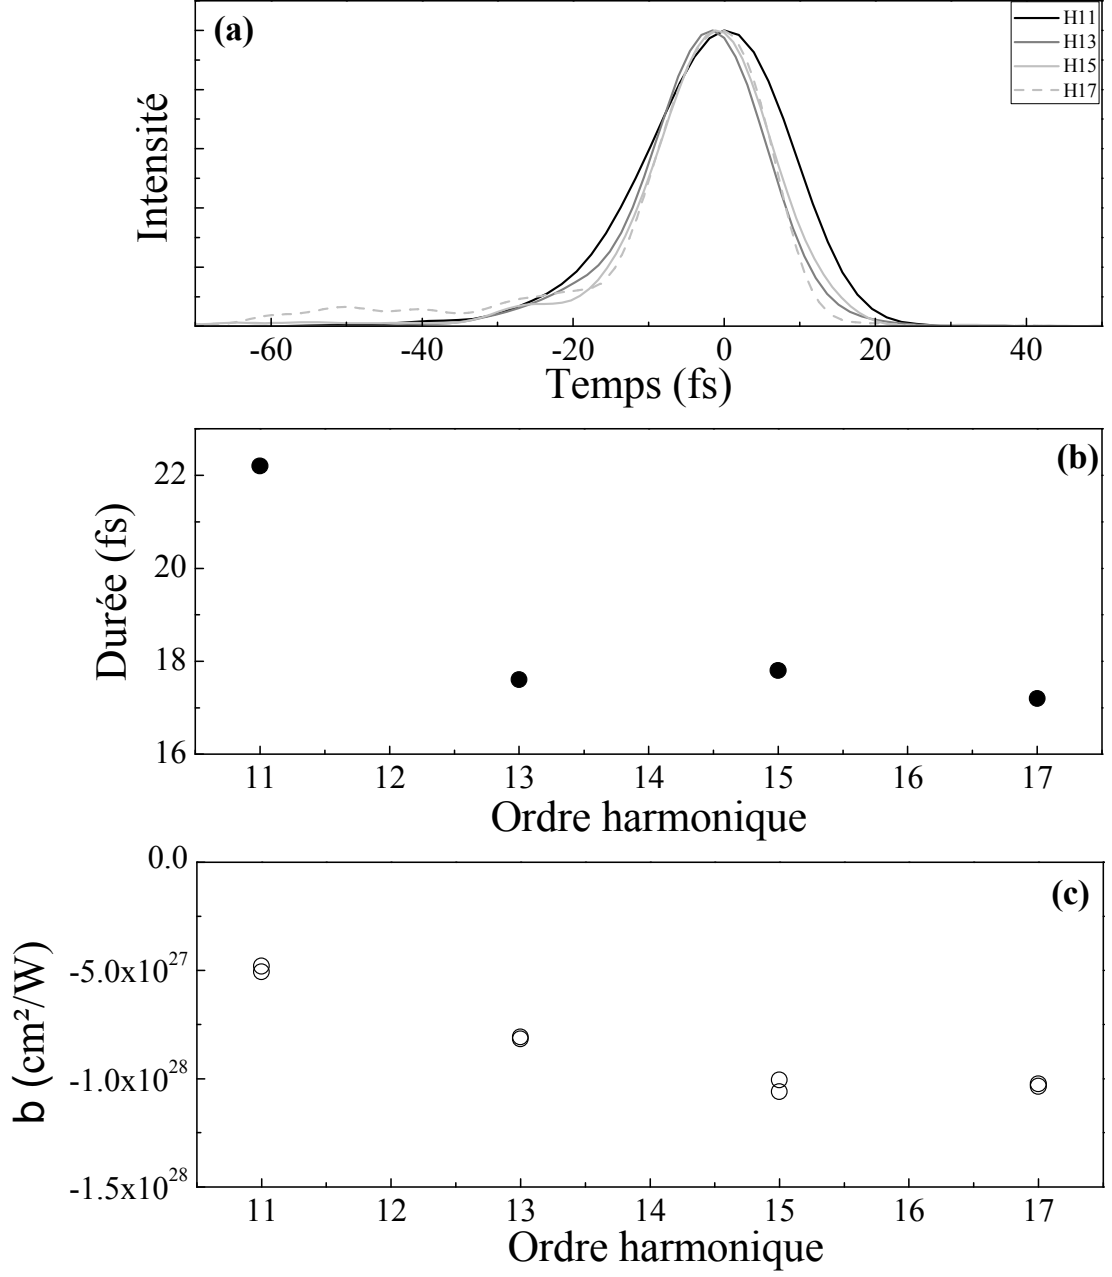 (a)
H11
H13
H15
H17
Intensité
-60 -40 -20 0 20 40
Temps (fs)
(b)
22
20
18
16
Durée (fs)
11 12 13 14 15 16 17
Ordre harmonique
(c)
0.0
-5.0x10²⁷
-1.0x10²⁸
-1.5x10²⁸
b (cm²/W)
11 12 13 14 15 16 17
Ordre harmonique